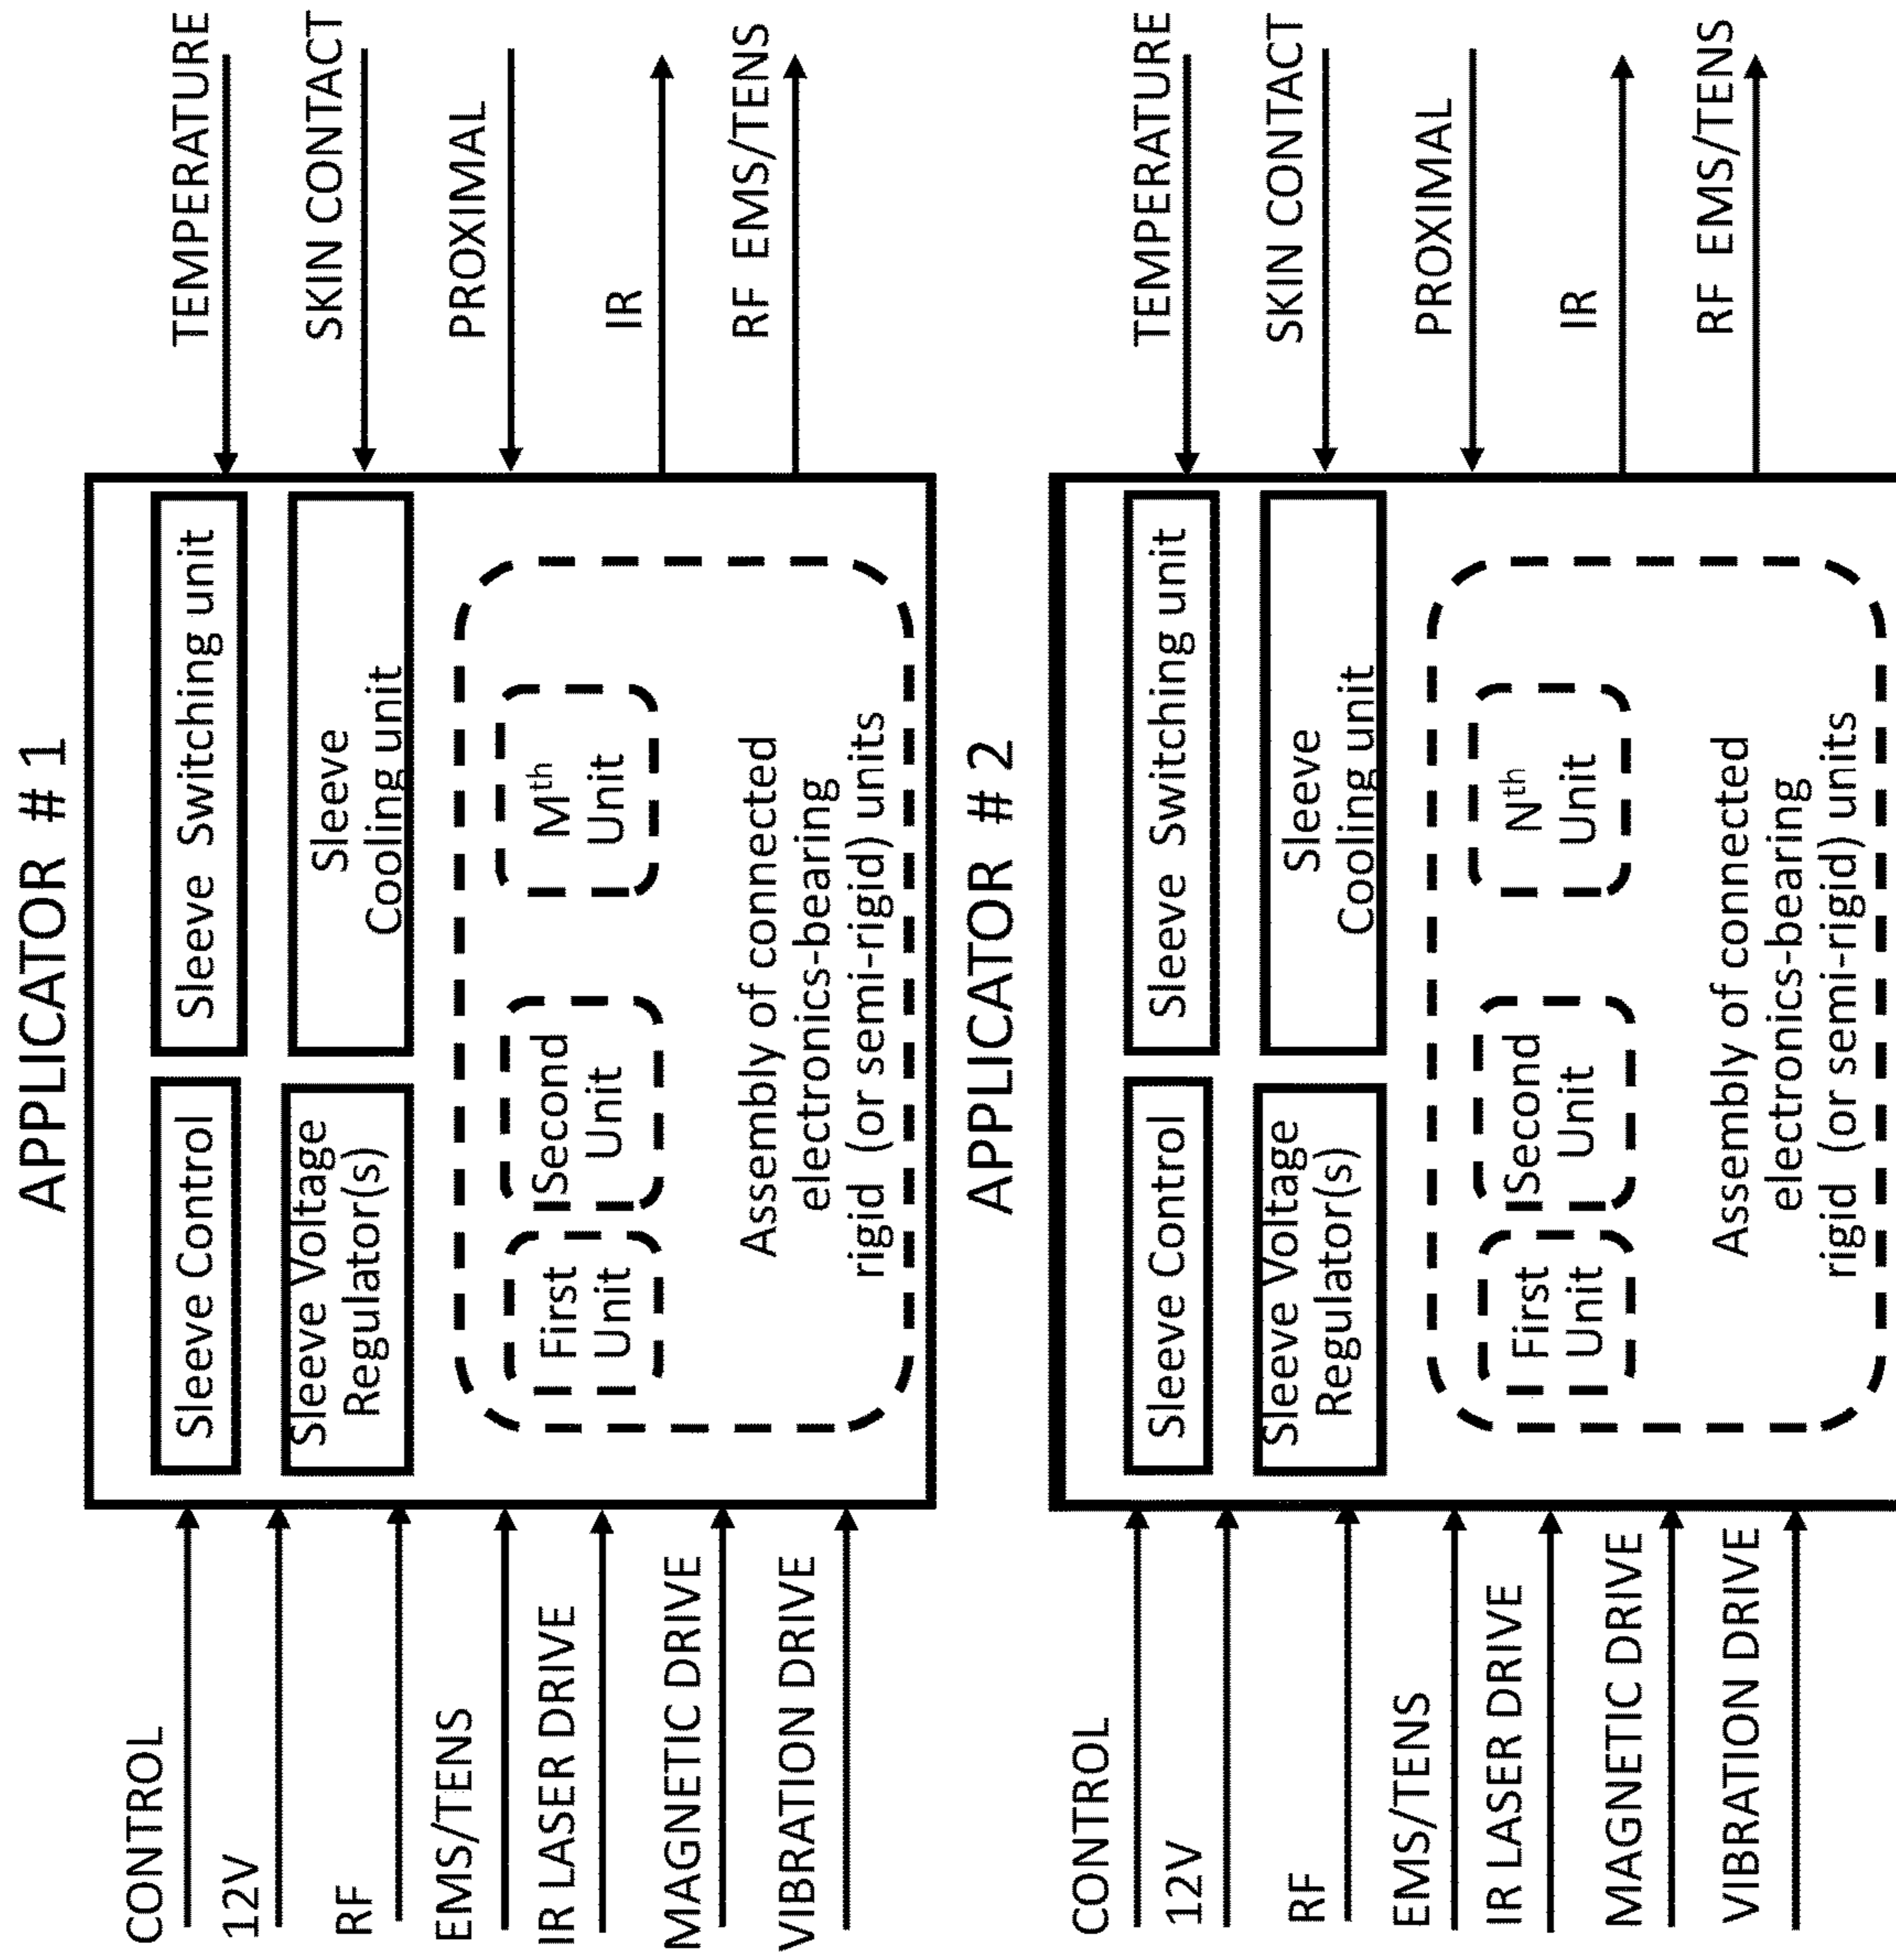 APPLICATOR # 1
CONTROL
12V
RF
EMS/TENS
IR LASER DRIVE
MAGNETIC DRIVE
VIBRATION DRIVE
Sleeve Control
Sleeve Switching unit
Sleeve Voltage
Regulator(s)
Sleeve
Cooling unit
First
Unit
Second
Unit
Mth
Unit
Assembly of connected
electronics-bearing
rigid (or semi-rigid) units
TEMPERATURE
SKIN CONTACT
PROXIMAL
IR
RF EMS/TENS
APPLICATOR # 2
CONTROL
12V
RF
EMS/TENS
IR LASER DRIVE
MAGNETIC DRIVE
VIBRATION DRIVE
Sleeve Control
Sleeve Switching unit
Sleeve Voltage
Regulator(s)
Sleeve
Cooling unit
First
Unit
Second
Unit
Nth
Unit
Assembly of connected
electronics-bearing
rigid (or semi-rigid) units
TEMPERATURE
SKIN CONTACT
PROXIMAL
IR
RF EMS/TENS